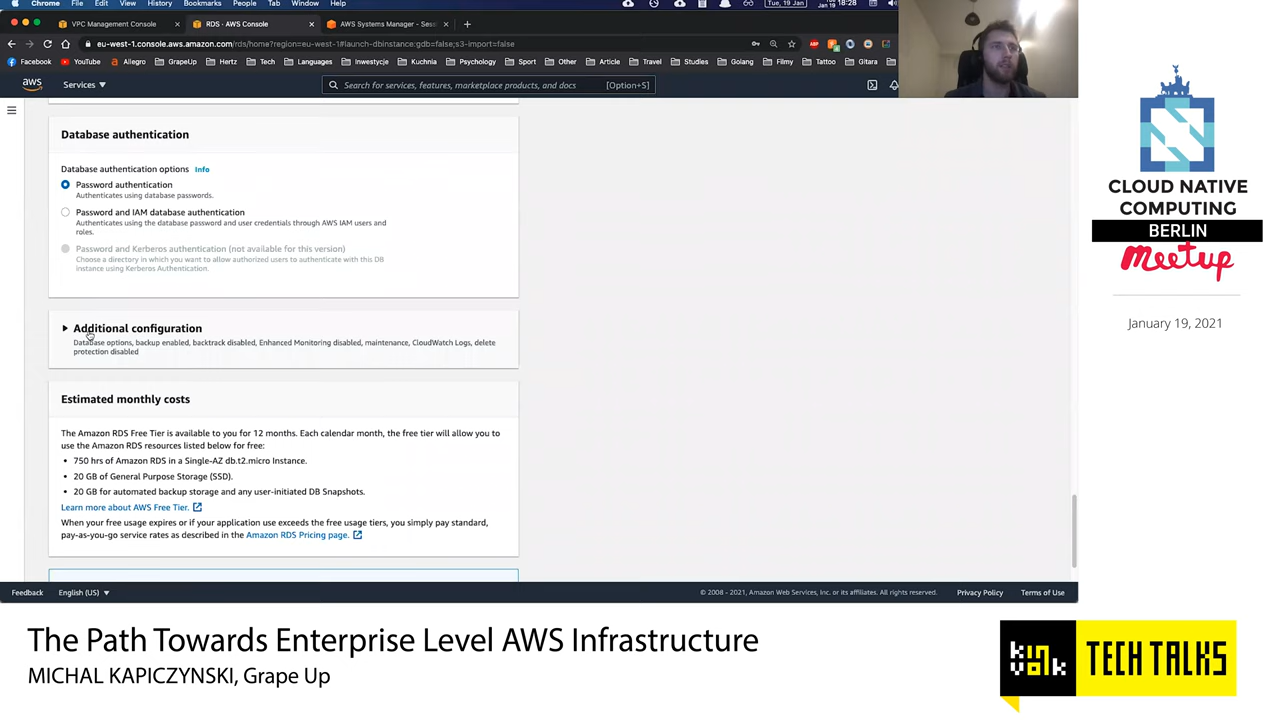 Chrome File Edit View History Bookmarks People Tab Window Help
Tue, 19 Jan
Jan 19
18:28
VPC Management Console
RDS · AWS Console
AWS Systems Manager - Sess
eu-west-1.console.aws.amazon.com/rds/home?region=eu-west-1#launch-dbinstance:gdb=false;s3-import=false
Facebook YouTube Allegro GrapeUp Hertz Tech Languages Inwestycje Kuchnia Psychology Sport Other Article Travel Studies Golang Filmy Tattoo Gitara
aws Services Search for services, features, marketplace products, and docs [Option+S]
Database authentication
Database authentication options Info
Password authentication
Authenticates using database passwords.
Password and IAM database authentication
Authenticates using the database password and user credentials through AWS IAM users and
roles.
Password and Kerberos authentication (not available for this version)
Choose a directory in which you want to allow authorized users to authenticate with this DB
instance using Kerberos Authentication.
Additional configuration
Database options, backup enabled, backtrack disabled, Enhanced Monitoring disabled, maintenance, CloudWatch Logs, delete
protection disabled
Estimated monthly costs
The Amazon RDS Free Tier is available to you for 12 months. Each calendar month, the free tier will allow you to
use the Amazon RDS resources listed below for free:
• 750 hrs of Amazon RDS in a Single-AZ db.t2.micro Instance.
• 20 GB of General Purpose Storage (SSD).
• 20 GB for automated backup storage and any user-initiated DB Snapshots.
Learn more about AWS Free Tier.
When your free usage expires or if your application use exceeds the free usage tiers, you simply pay standard,
pay-as-you-go service rates as described in the Amazon RDS Pricing page.
Feedback English (US) © 2008 - 2021, Amazon Web Services, Inc. or its affiliates. All rights reserved. Privacy Policy Terms of Use
CLOUD NATIVE
COMPUTING
BERLIN
Meetup
January 19, 2021
The Path Towards Enterprise Level AWS Infrastructure
MICHAL KAPICZYNSKI, Grape Up
kinvolk
TECH TALKS